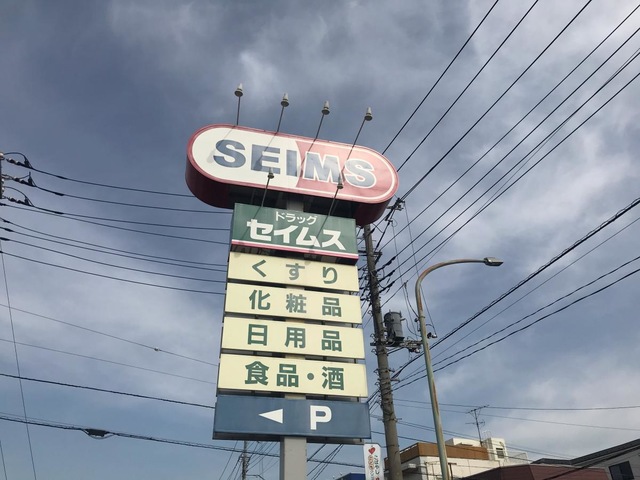 SEIMS
ドラッグ
セイムス
くすり
化粧品
日用品
食品・酒
P